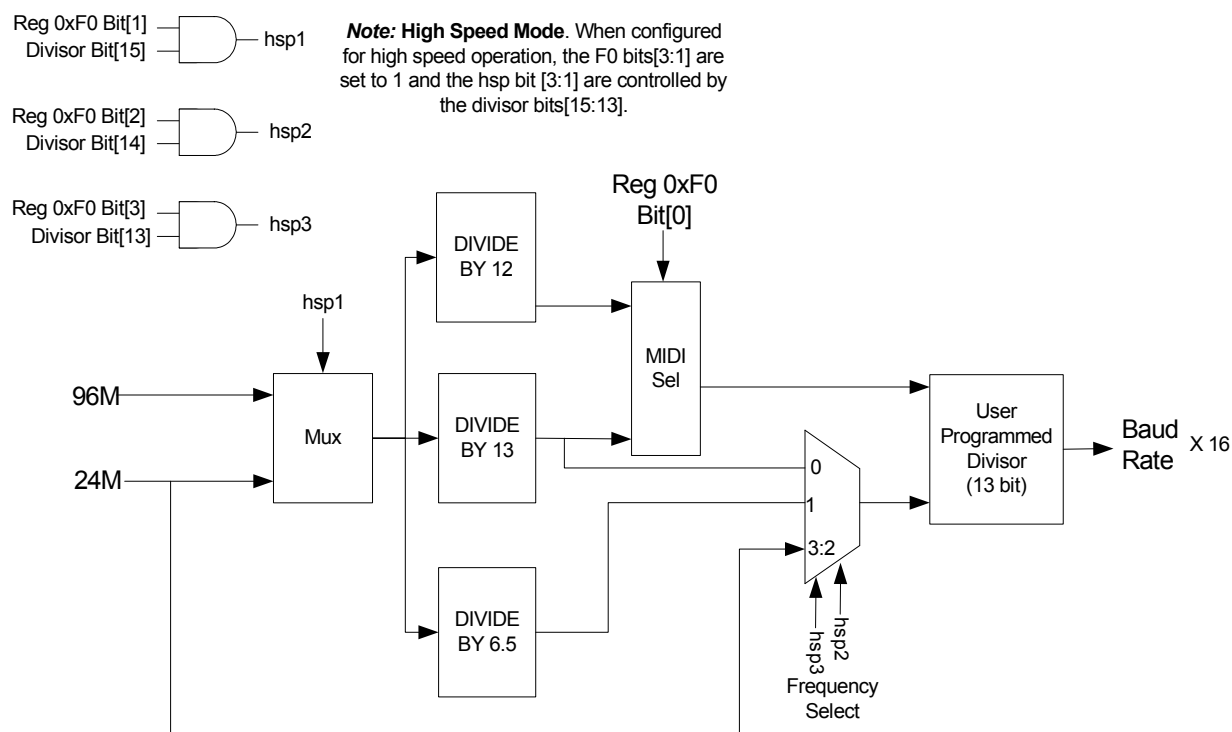 Reg 0xF0 Bit[1]
Divisor Bit[15]
hsp1
Note: High Speed Mode. When configured
for high speed operation, the F0 bits[3:1] are
set to 1 and the hsp bit [3:1] are controlled by
the divisor bits[15:13].
Reg 0xF0 Bit[2]
Divisor Bit[14]
hsp2
Reg 0xF0 Bit[3]
Divisor Bit[13]
hsp3
Reg 0xF0
Bit[0]
DIVIDE
BY 12
hsp1
MIDI
Sel
96M
24M
Mux
DIVIDE
BY 13
0
1
3:2
User
Programmed
Divisor
(13 bit)
Baud
Rate
X 16
DIVIDE
BY 6.5
hsp3
hsp2
Frequency
Select